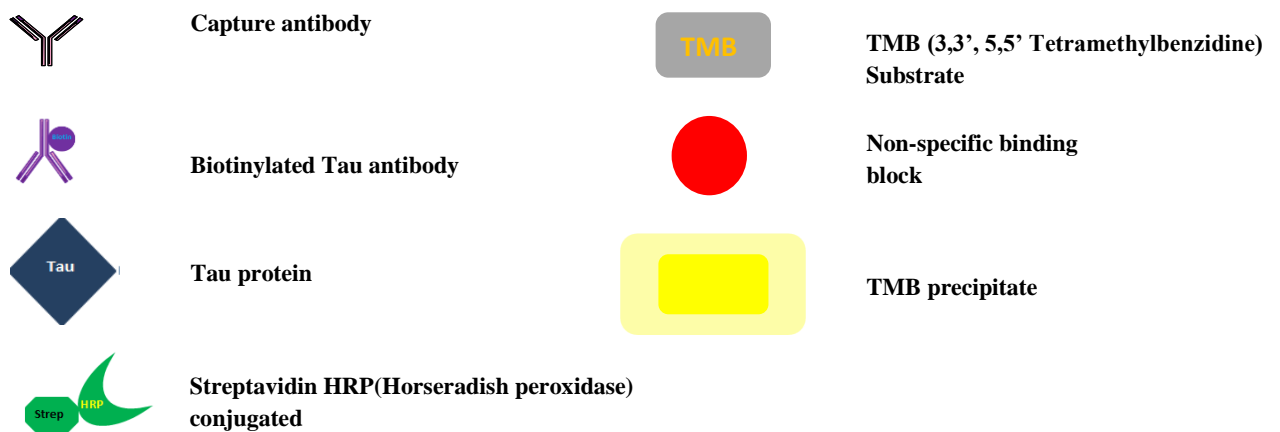 Capture antibody
TMB
TMB (3,3’, 5,5’ Tetramethylbenzidine)
Substrate
Biotin
Biotinylated Tau antibody
Non-specific binding
block
Tau
Tau protein
TMB precipitate
Strep
HRP
Streptavidin HRP(Horseradish peroxidase)
conjugated